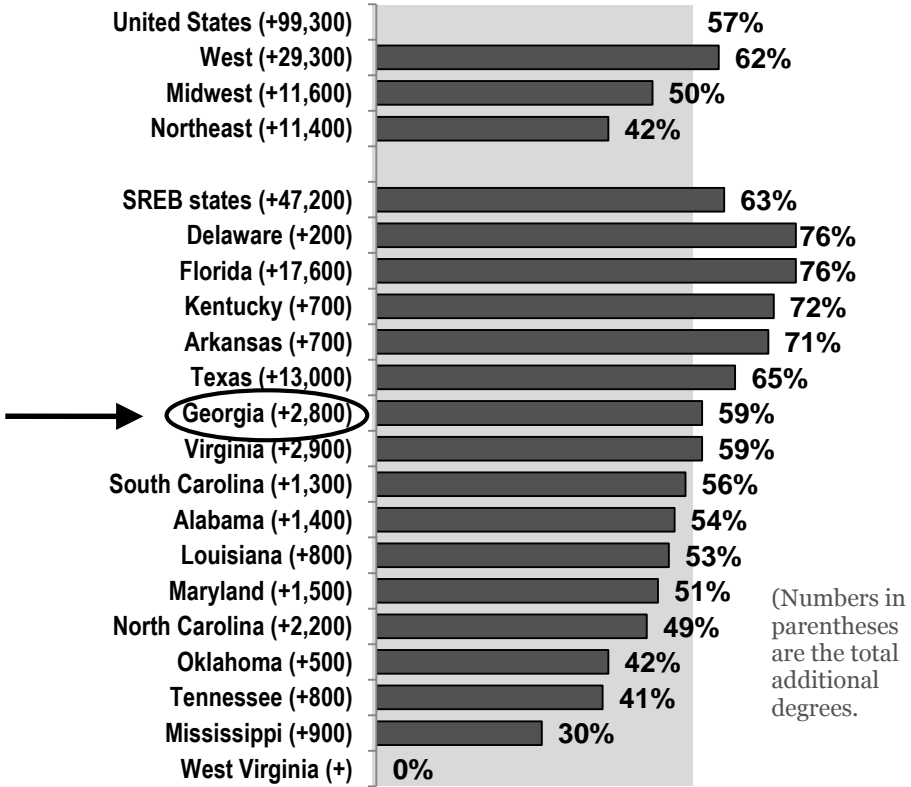 United States (+99,300) 57%
West (+29,300) 62%
Midwest (+11,600) 50%
Northeast (+11,400) 42%
SREB states (+47,200) 63%
Delaware (+200) 76%
Florida (+17,600) 76%
Kentucky (+700) 72%
Arkansas (+700) 71%
Texas (+13,000) 65%
Georgia (+2,800) 59%
Virginia (+2,900) 59%
South Carolina (+1,300) 56%
Alabama (+1,400) 54%
Louisiana (+800) 53%
Maryland (+1,500) 51%
North Carolina (+2,200) 49%
Oklahoma (+500) 42%
Tennessee (+800) 41%
Mississippi (+900) 30%
West Virginia (+) 0%
(Numbers in
parentheses
are the total
additional
degrees.